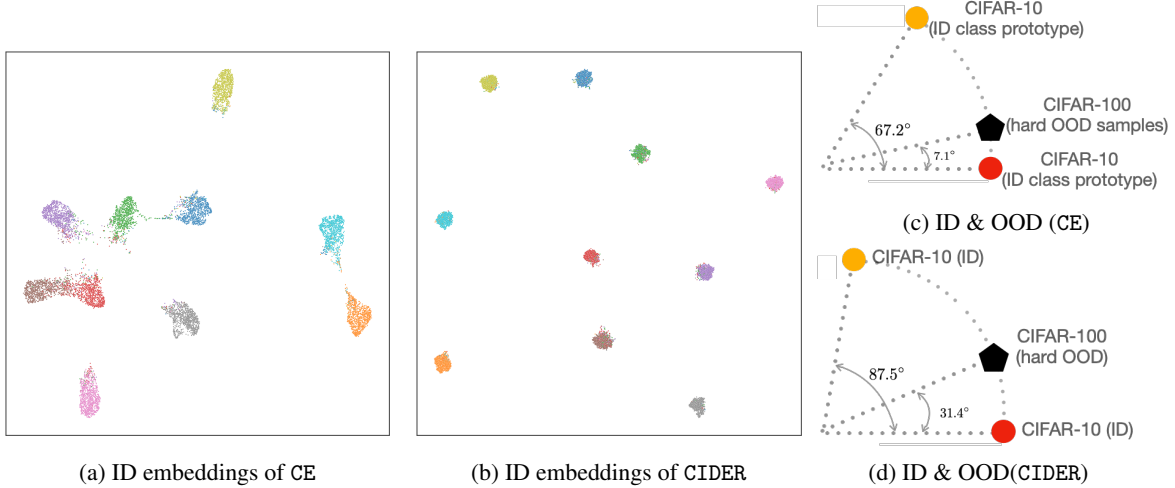 CIFAR-10
(ID class prototype)
CIFAR-100
(hard OOD samples)
67.2°
7.1°
CIFAR-10
(ID class prototype)
(c) ID & OOD (CE)
CIFAR-10 (ID)
CIFAR-100
(hard OOD)
87.5°
31.4°
CIFAR-10 (ID)
(a) ID embeddings of CE
(b) ID embeddings of CIDER
(d) ID & OOD(CIDER)